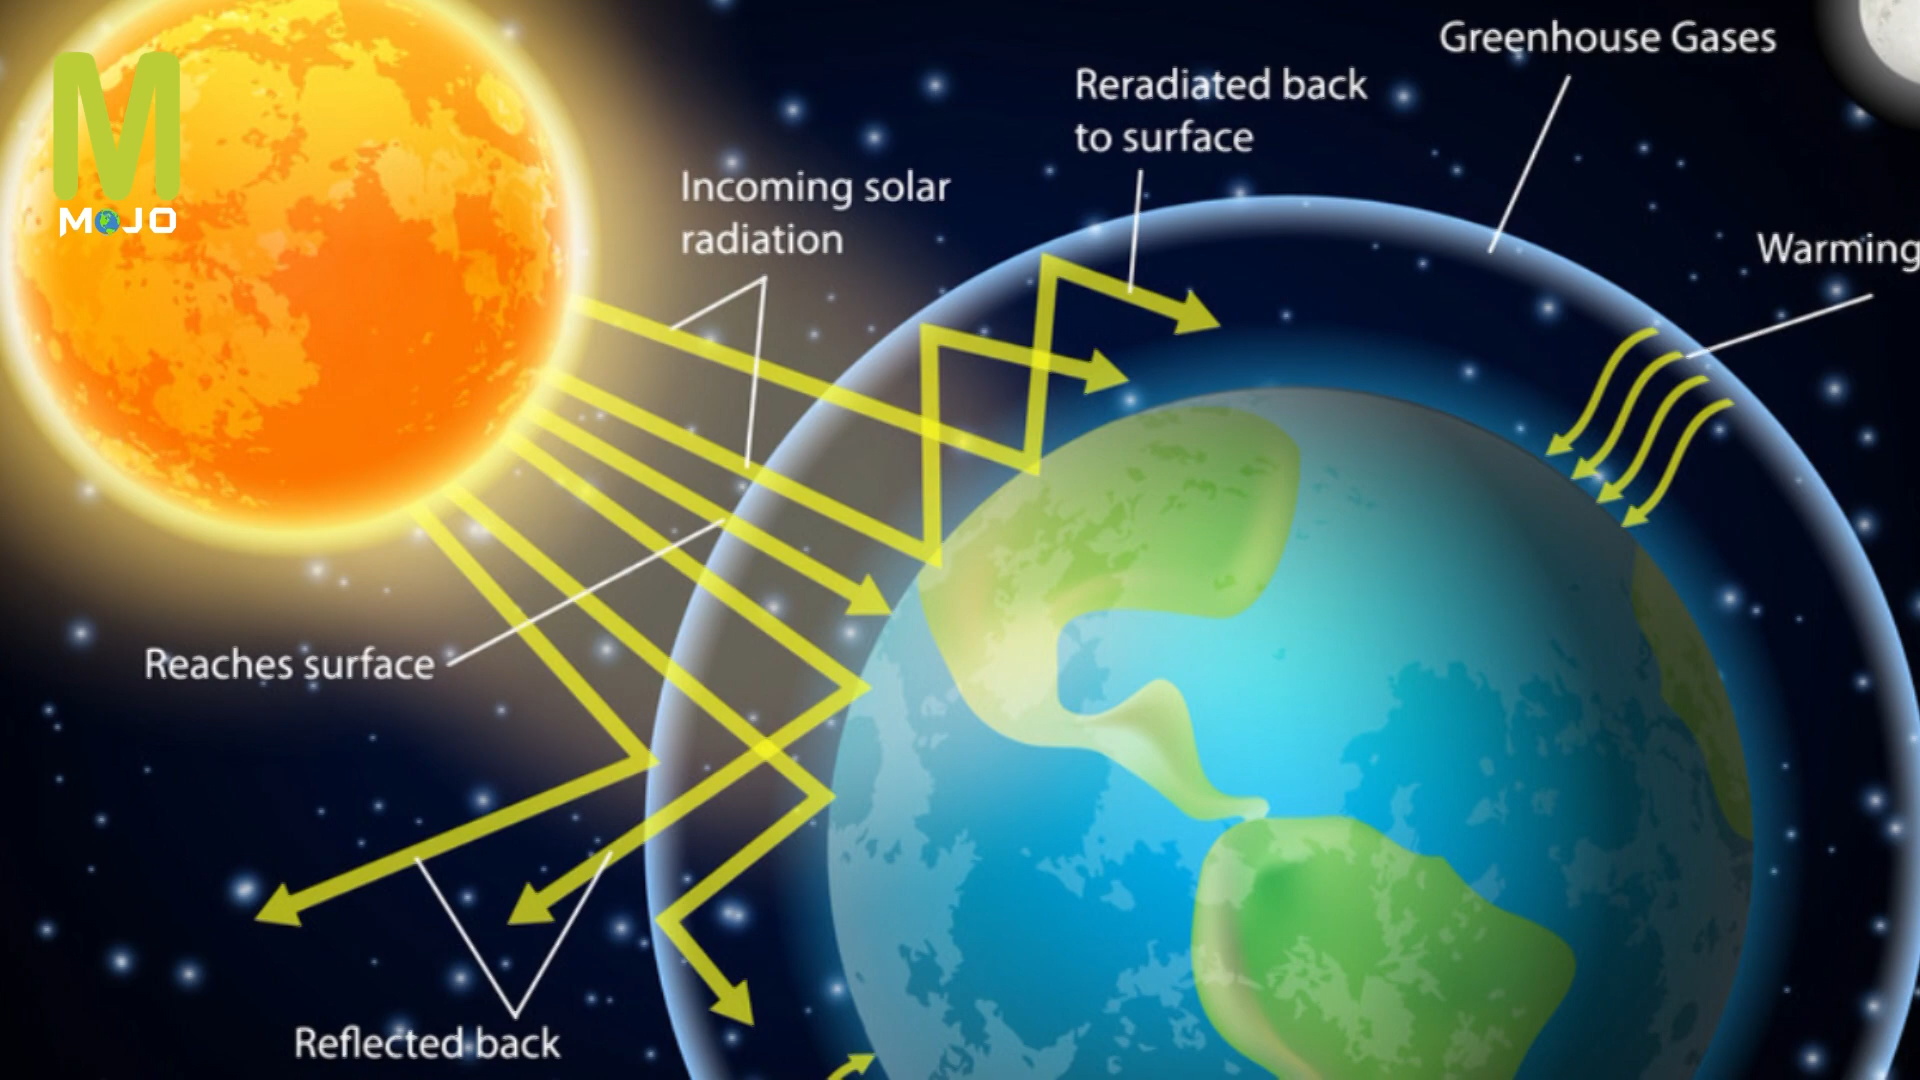 M
MOJO
Greenhouse Gases
Reradiated back
to surface
Incoming solar
radiation
Warming
Reaches surface
Reflected back